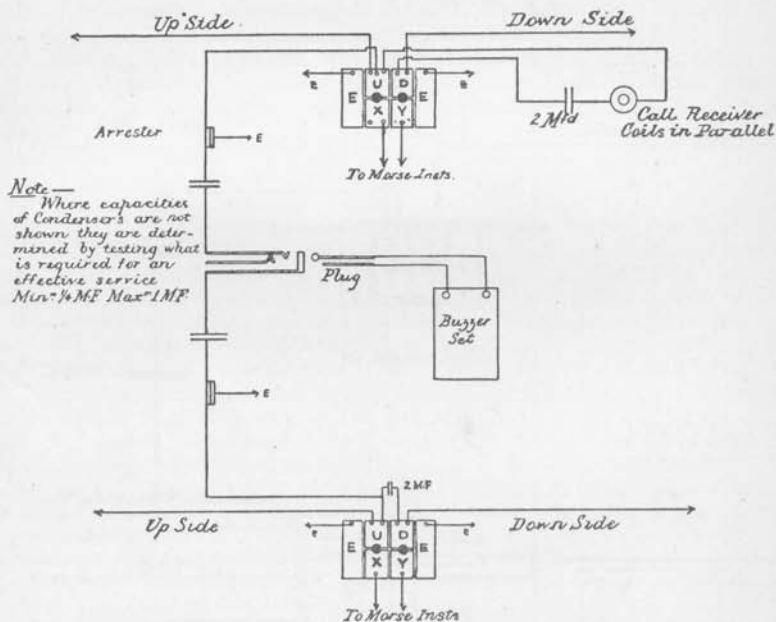 Up Side
Down Side
E
E
E
U
D
E
X
Y
2 Mfd
Call Receiver
Coils in Parallel
Arrester
E
To Morse Insts.
Note —
Where capacities
of Condensers are not
shown they are deter-
mined by testing what
is required for an
effective service
Min= ¼ MF Max= 1 MF.
Plug
Buzzer
Set
E
2 M.F
Up Side
Down Side
E
E
E
U
D
E
X
Y
To Morse Insts